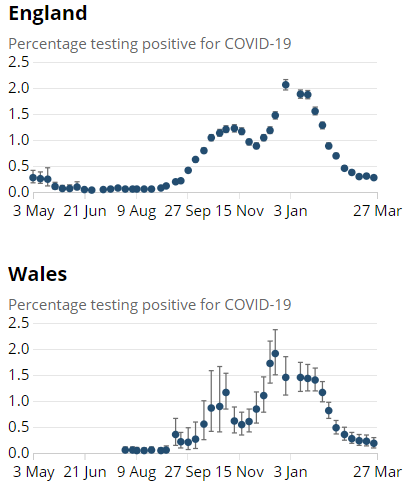 England
Percentage testing positive for COVID-19
2.5
2.0
1.5
1.0
0.5
0.0
3 May 21 Jun 9 Aug 27 Sep 15 Nov 3 Jan 27 Mar
Wales
Percentage testing positive for COVID-19
2.5
2.0
1.5
1.0
0.5
0.0
3 May 21 Jun 9 Aug 27 Sep 15 Nov 3 Jan 27 Mar